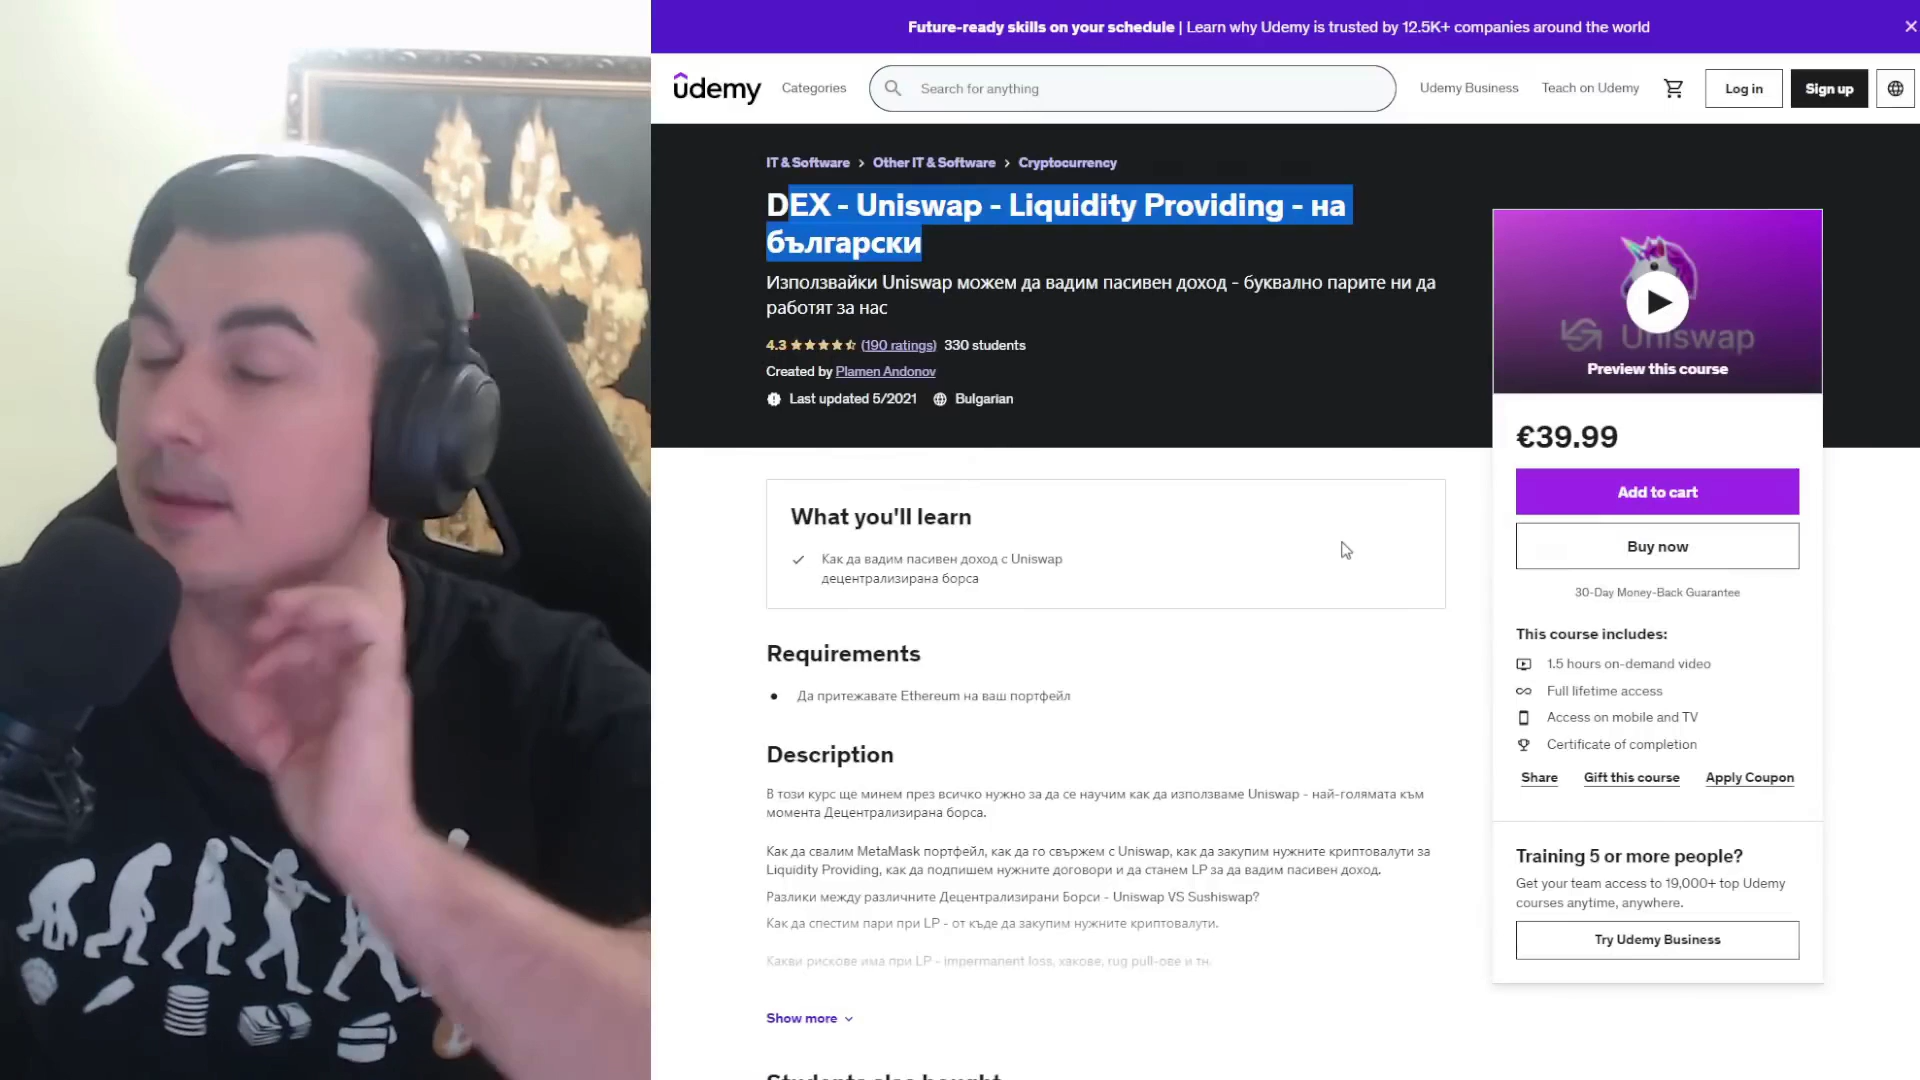 Future-ready skills on your schedule | Learn why Udemy is trusted by 12.5K+ companies around the world
udemy
Categories
Search for anything
Udemy Business
Teach on Udemy
Log in
Sign up
IT & Software > Other IT & Software > Cryptocurrency
DEX - Uniswap - Liquidity Providing - на
български
Използвайки Uniswap можем да вадим пасивен доход - буквално парите ни да
работят за нас
4.3 (190 ratings) 330 students
Created by Plamen Andonov
Last updated 5/2021 Bulgarian
Uniswap
Preview this course
€39.99
Add to cart
Buy now
30-Day Money-Back Guarantee
This course includes:
1.5 hours on-demand video
Full lifetime access
Access on mobile and TV
Certificate of completion
Share
Gift this course
Apply Coupon
Training 5 or more people?
Get your team access to 19,000+ top Udemy
courses anytime, anywhere.
Try Udemy Business
What you'll learn
Как да вадим пасивен доход с Uniswap
децентрализирана борса
Requirements
Да притежавате Ethereum на ваш портфейл
Description
В този курс ще минем през всичко нужно за да се научим как да използваме Uniswap - най-голямата към
момента Децентрализирана борса.
Как да свалим MetaMask портфейл, как да го свържем с Uniswap, как да закупим нужните криптовалути за
Liquidity Providing, как да подпишем нужните договори и да станем LP за да вадим пасивен доход.
Разлики между различните Децентрализирани Борси - Uniswap VS Sushiswap?
Как да спестим пари при LP - от къде да закупим нужните криптовалути.
Какви рискове има при LP - impermanent loss, хакове, rug pull-ове и тн.
Show more
Students also bought